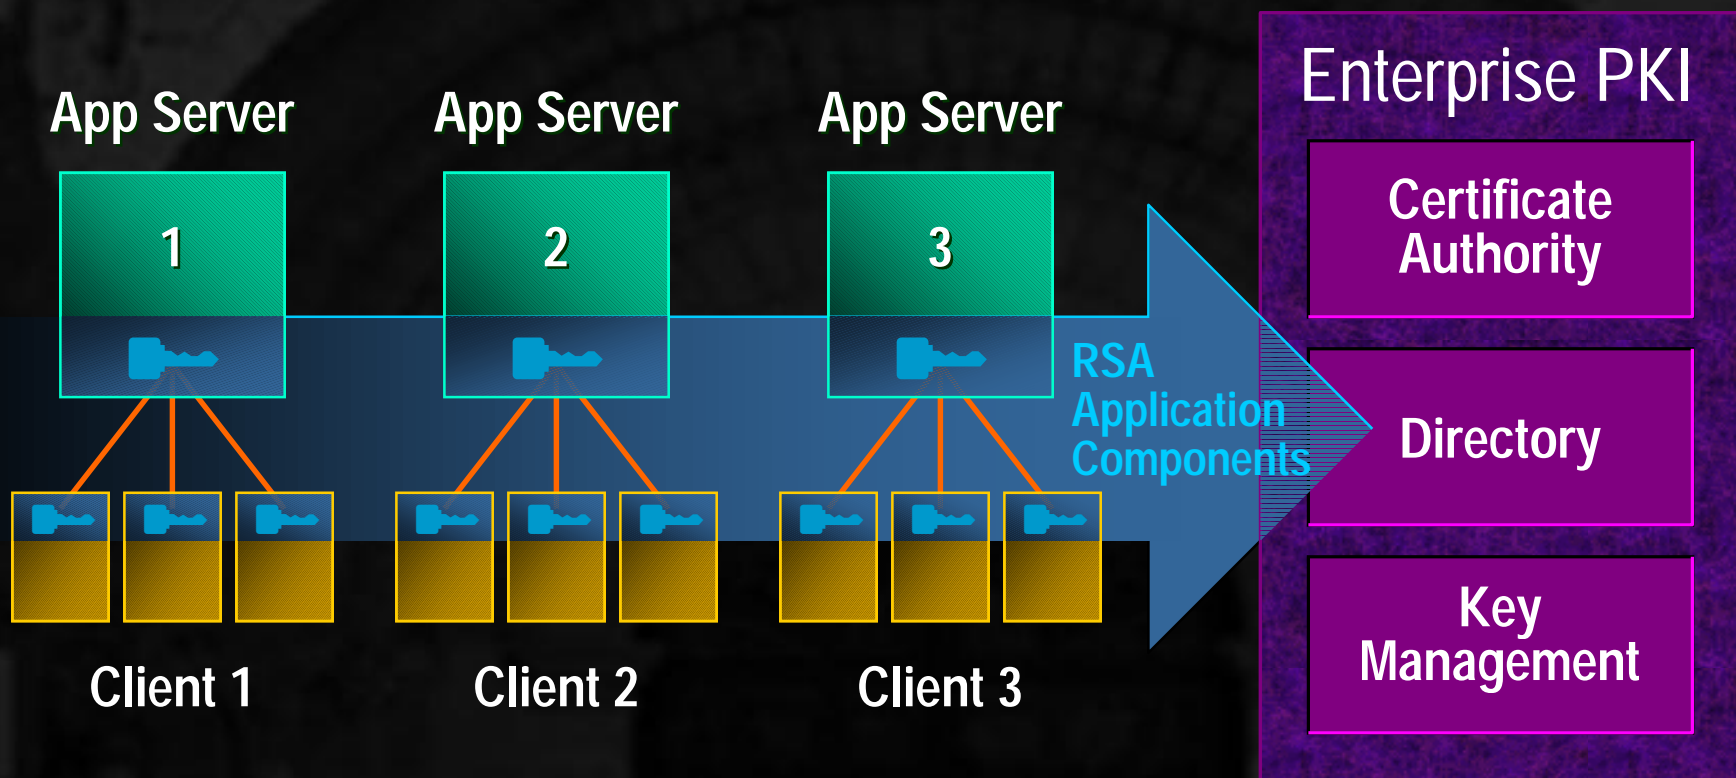 Enterprise PKI
App Server
App Server
App Server
1
2
3
Certificate
Authority
RSA
Application
Components
Directory
Key
Management
Client 1
Client 2
Client 3